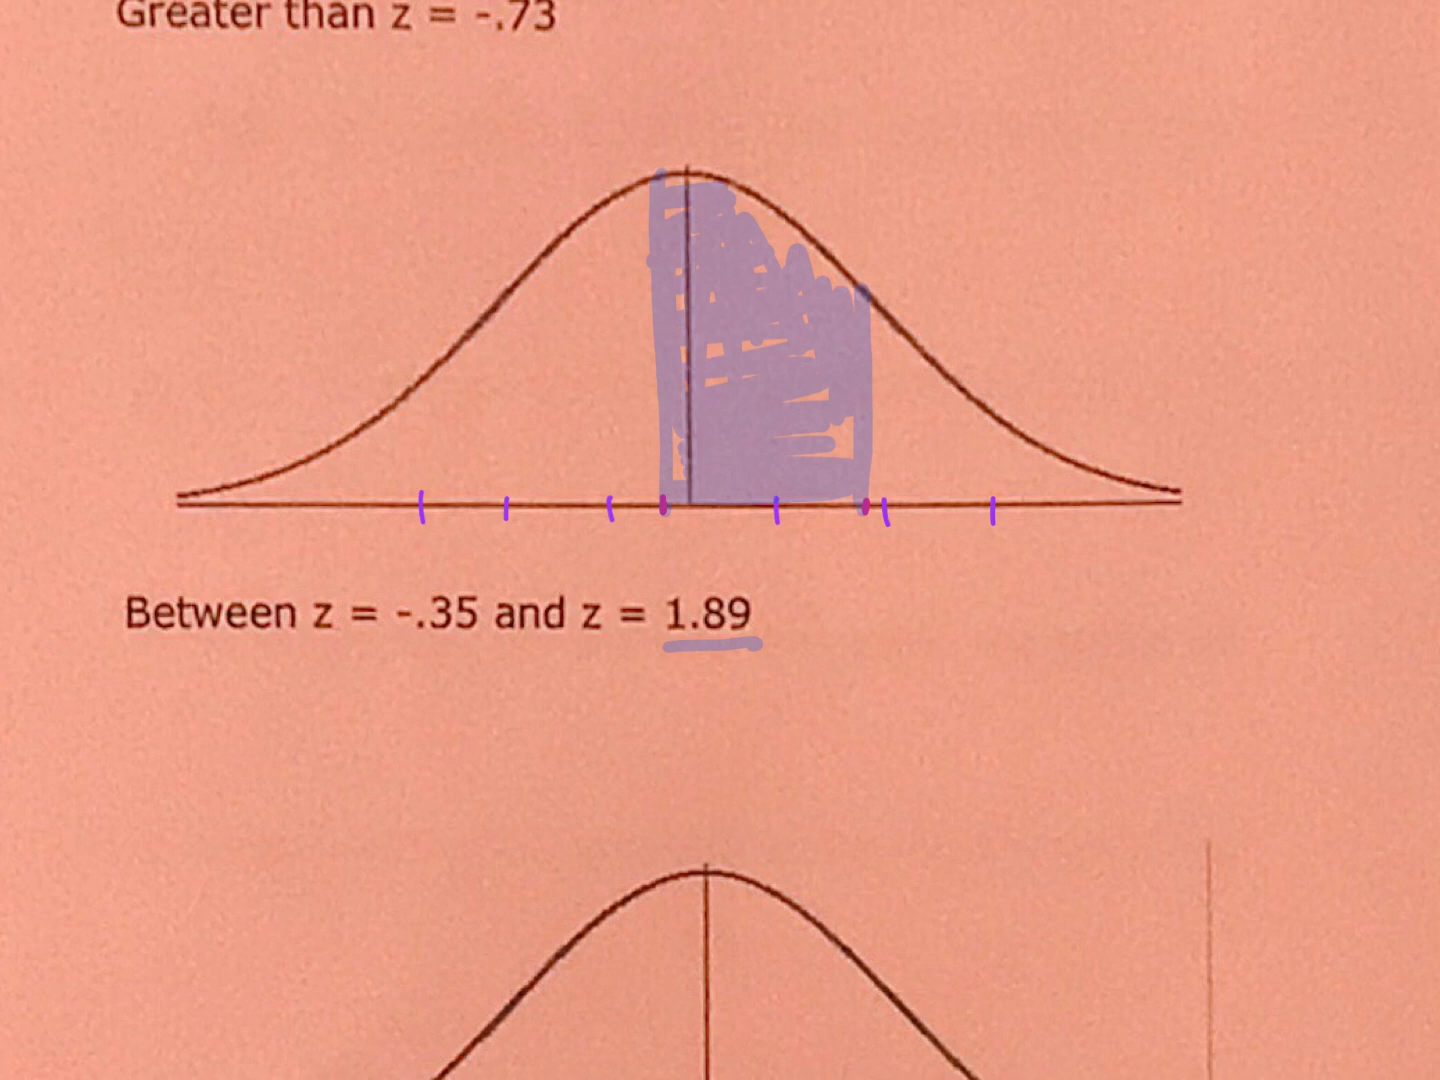 Greater than z = -.73
Between z = -.35 and z = 1.89